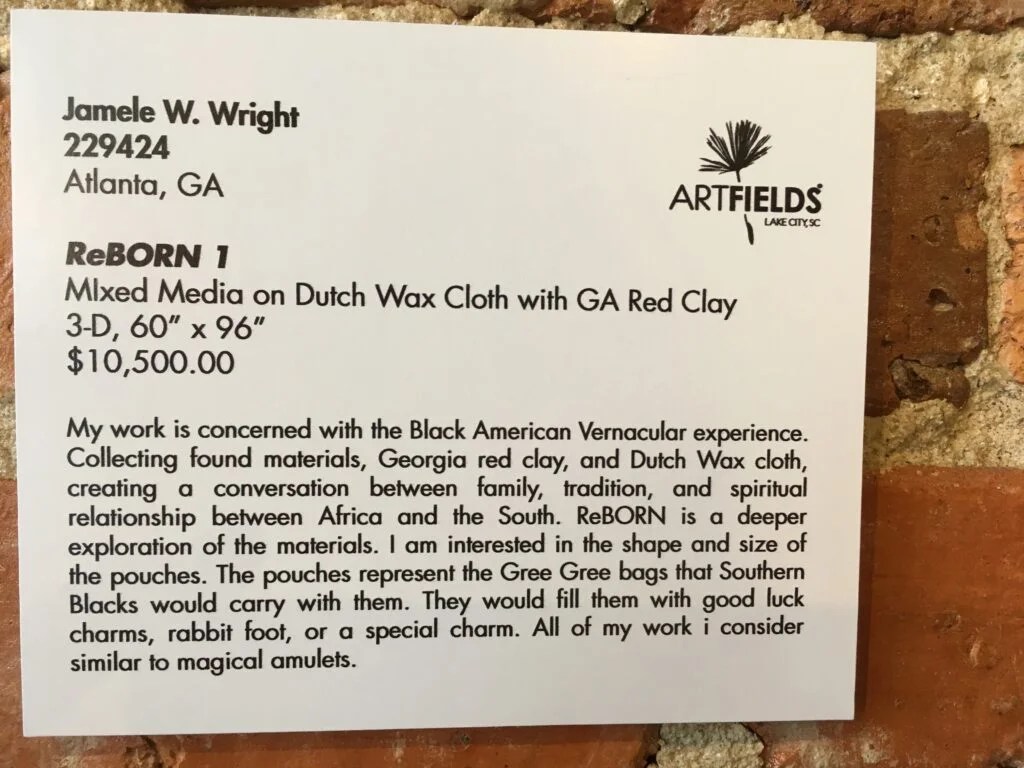 Jamele W. Wright
229424
Atlanta, GA
ARTFIELDS
LAKE CITY, SC
ReBORN 1
MIxed Media on Dutch Wax Cloth with GA Red Clay
3-D, 60” x 96”
$10,500.00
My work is concerned with the Black American Vernacular experience.
Collecting found materials, Georgia red clay, and Dutch Wax cloth,
creating a conversation between family, tradition, and spiritual
relationship between Africa and the South. ReBORN is a deeper
exploration of the materials. I am interested in the shape and size of
the pouches. The pouches represent the Gree Gree bags that Southern
Blacks would carry with them. They would fill them with good luck
charms, rabbit foot, or a special charm. All of my work i consider
similar to magical amulets.